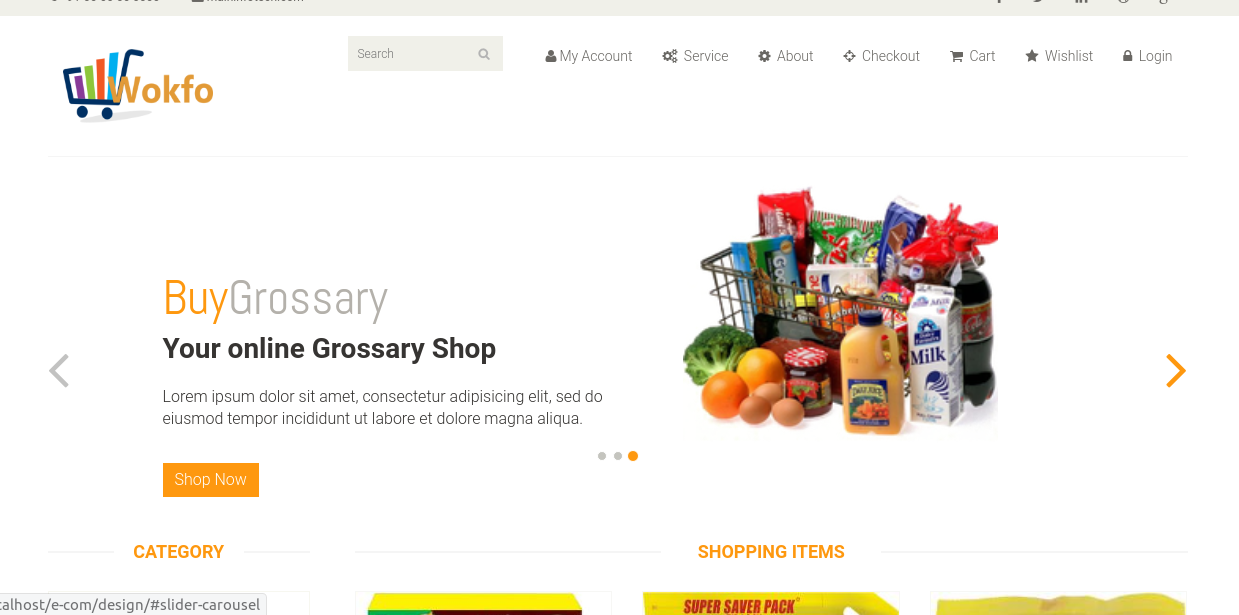 Search
My Account Service About Checkout Cart Wishlist Login
Wokfo
BuyGrossary
Your online Grossary Shop
Lorem ipsum dolor sit amet, consectetur adipisicing elit, sed do
eiusmod tempor incididunt ut labore et dolore magna aliqua.
Milk
Milk
Shop Now
CATEGORY
SHOPPING ITEMS
SUPER SAVER PACK
alhost/e-com/design/#slider-carousel